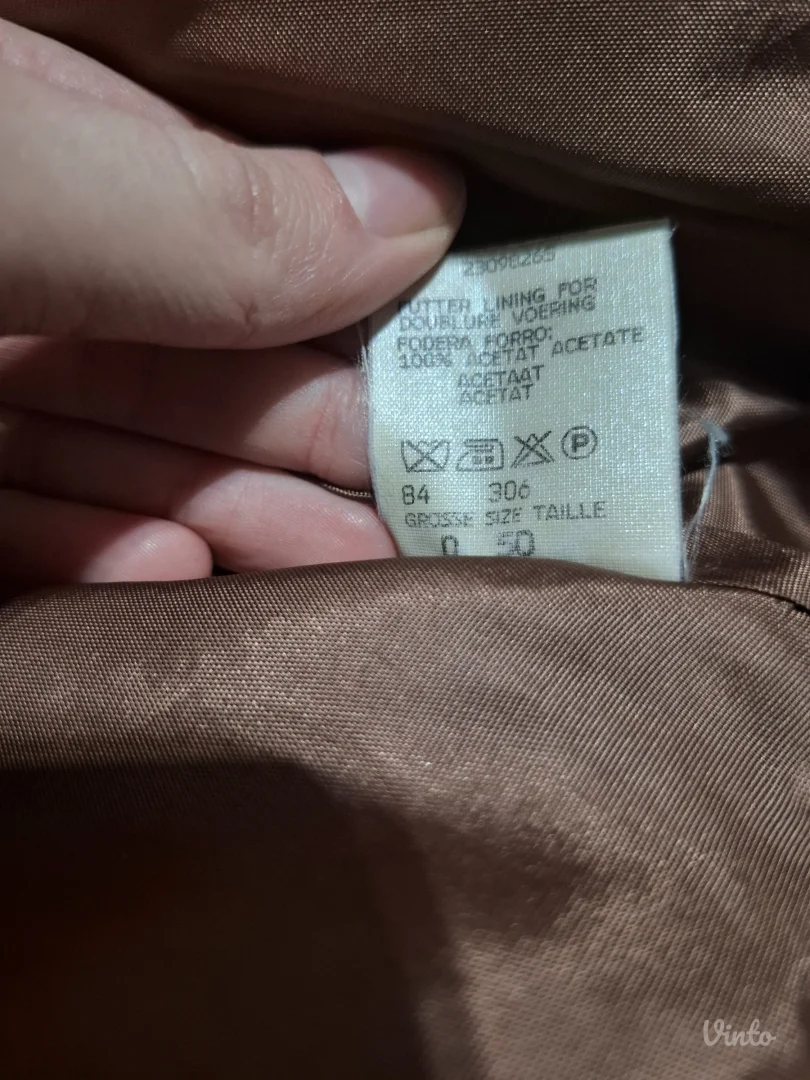 23098265
FUTTER LINING FOR
DOUBLURE VOERING
FODERA FORRO:
100% ACETAT ACETATE
ACETAAT
ACETAT
P
84 306
GRÖSSE SIZE TAILLE
0 50
Vinto